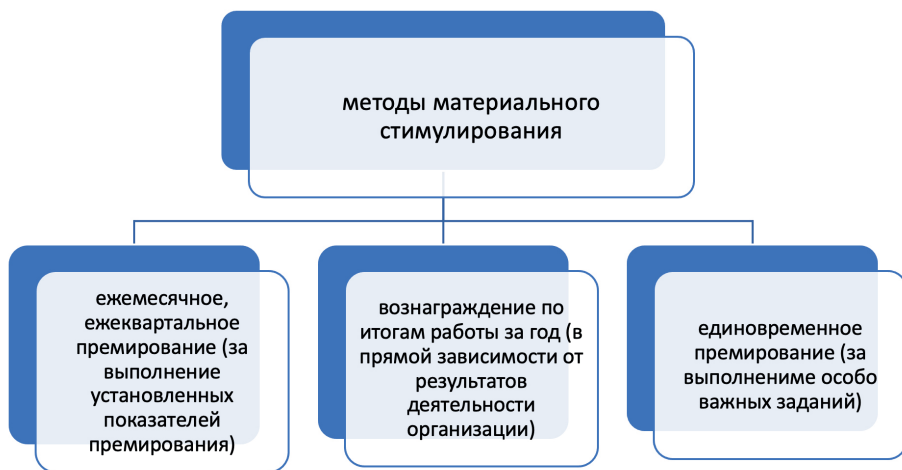 методы материального
стимулирования
ежемесячное,
ежеквартальное
премирование (за
выполнение
установленных
показателей
премирования)
вознаграждение по
итогам работы за год (в
прямой зависимости от
результатов
деятельности
организации)
единовременное
премирование (за
выполнениме особо
важных заданий)